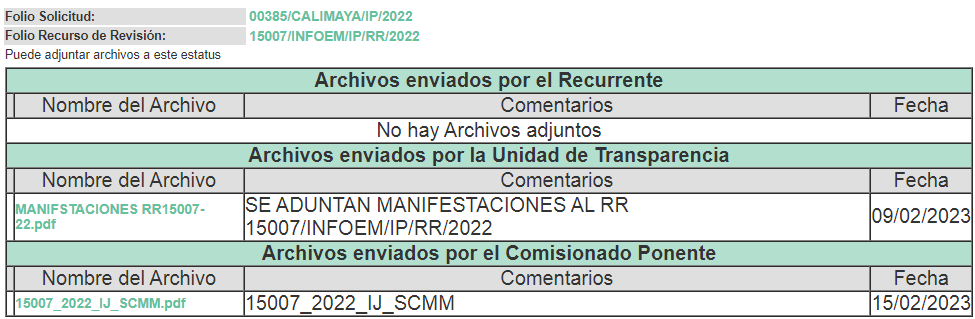 Folio Solicitud: 00385/CALIMAYA/IP/2022
Folio Recurso de Revisión: 15007/INFOEM/IP/RR/2022
Puede adjuntar archivos a este estatus
Archivos enviados por el Recurrente
Nombre del Archivo Comentarios Fecha
No hay Archivos adjuntos
Archivos enviados por la Unidad de Transparencia
Nombre del Archivo Comentarios Fecha
MANIFSTACIONES RR15007-
22.pdf
SE ADUNTAN MANIFESTACIONES AL RR
15007/INFOEM/IP/RR/2022
09/02/2023
Archivos enviados por el Comisionado Ponente
Nombre del Archivo Comentarios Fecha
15007_2022_IJ_SCMM.pdf 15007_2022_IJ_SCMM 15/02/2023